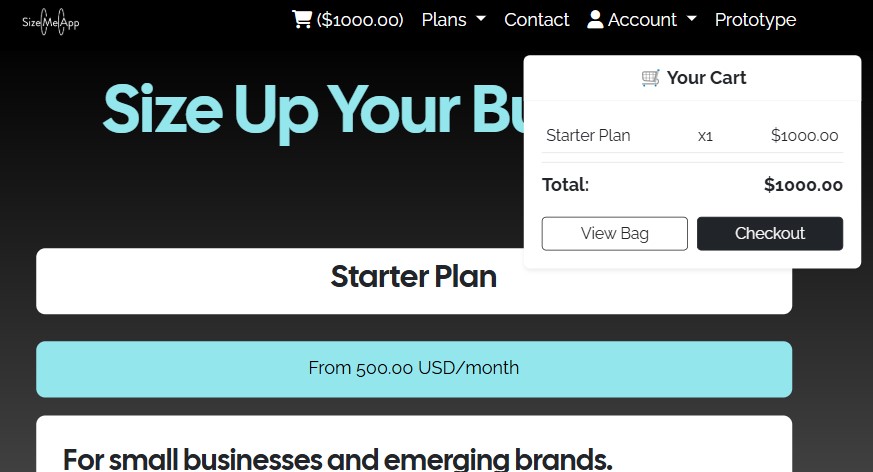 SizeMeApp ($1000.00) Plans Contact Account Prototype
Your Cart
Size Up Your
Starter Plan x1 $1000.00
Total: $1000.00
View Bag Checkout
Starter Plan
From 500.00 USD/month
For small businesses and emerging brands.